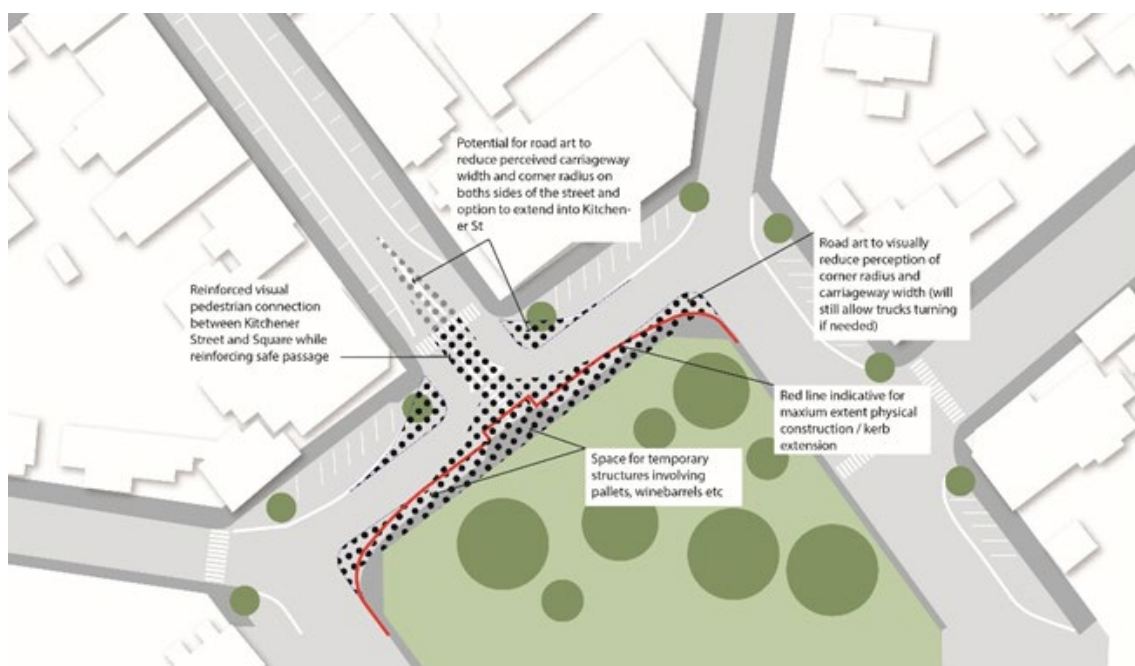 Potential for road art to
reduce perceived carriageway
width and corner radius on
boths sides of the street and
option to extend into Kitchen-
er St
Road art to visually
reduce perception of
corner radius and
carriageway width (will
still allow trucks turning
if needed)
Reinforced visual
pedestrian connection
between Kitchener
Street and Square while
reinforcing safe passage
Red line indicative for
maxium extent physical
construction / kerb
extension
Space for temporary
structures involving
pallets, winebarrels etc